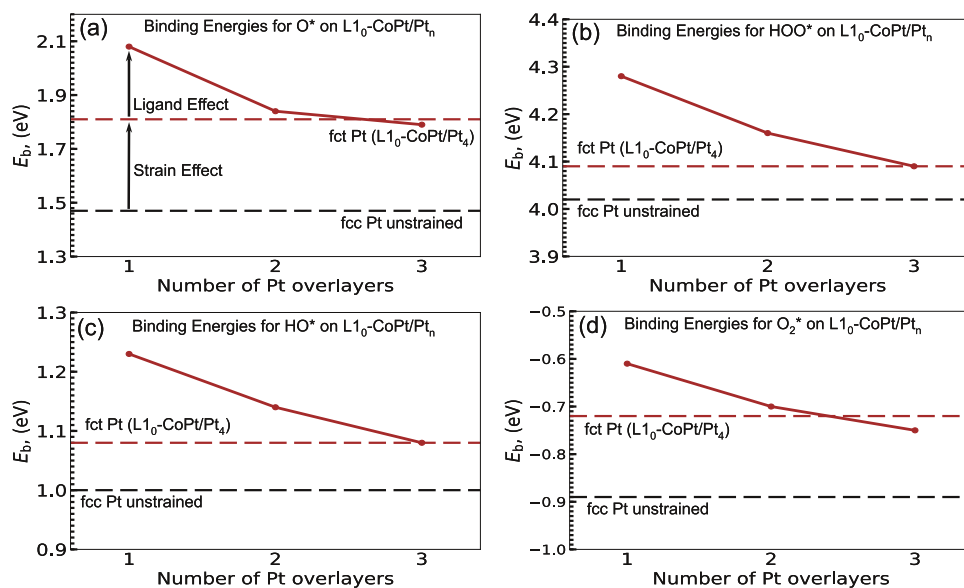 (a) Binding Energies for O* on L1₀-CoPt/Ptₙ
E_b, (eV)
2.1
1.9
1.7
1.5
1.3
Ligand Effect
fct Pt (L1₀-CoPt/Pt₄)
Strain Effect
fcc Pt unstrained
1 2 3
Number of Pt overlayers
(b) Binding Energies for HOO* on L1₀-CoPt/Ptₙ
E_b, (eV)
4.4
4.3
4.2
4.1
4.0
3.9
fct Pt (L1₀-CoPt/Pt₄)
fcc Pt unstrained
1 2 3
Number of Pt overlayers
(c) Binding Energies for HO* on L1₀-CoPt/Ptₙ
E_b, (eV)
1.3
1.2
1.1
1.0
0.9
fct Pt (L1₀-CoPt/Pt₄)
fcc Pt unstrained
1 2 3
Number of Pt overlayers
(d) Binding Energies for O₂* on L1₀-CoPt/Ptₙ
E_b, (eV)
−0.5
−0.6
−0.7
−0.8
−0.9
−1.0
fct Pt (L1₀-CoPt/Pt₄)
fcc Pt unstrained
1 2 3
Number of Pt overlayers